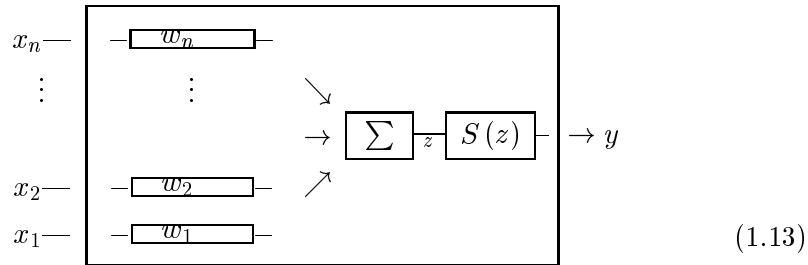 xₙ— –wₙ–
⋮ ⋮ ↘
→ ∑ z S (z) – → y
x₂— –w₂– ↗
x₁— –w₁– (1.13)